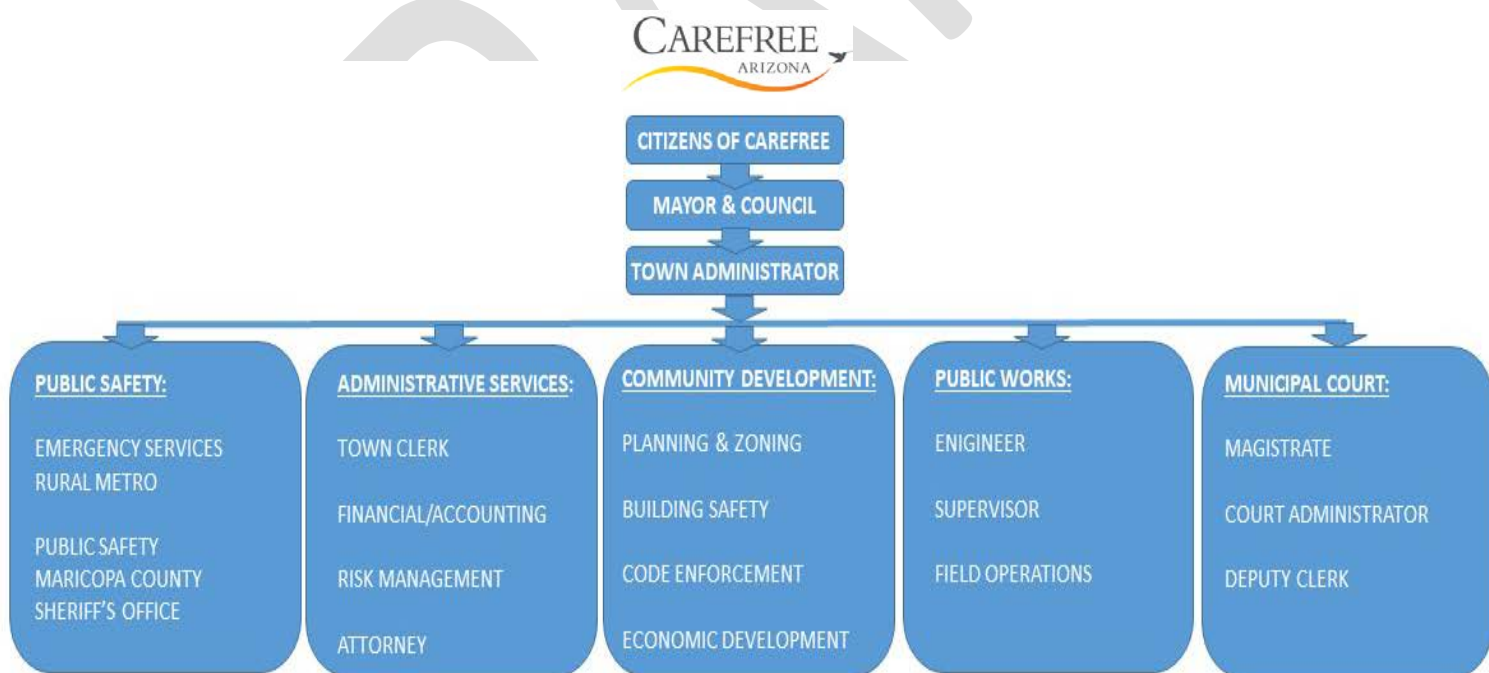 CAREFREE
ARIZONA
CITIZENS OF CAREFREE
MAYOR & COUNCIL
TOWN ADMINISTRATOR
PUBLIC SAFETY:
EMERGENCY SERVICES
RURAL METRO
PUBLIC SAFETY
MARICOPA COUNTY
SHERIFF'S OFFICE
ADMINISTRATIVE SERVICES:
TOWN CLERK
FINANCIAL/ACCOUNTING
RISK MANAGEMENT
ATTORNEY
COMMUNITY DEVELOPMENT:
PLANNING & ZONING
BUILDING SAFETY
CODE ENFORCEMENT
ECONOMIC DEVELOPMENT
PUBLIC WORKS:
ENIGINEER
SUPERVISOR
FIELD OPERATIONS
MUNICIPAL COURT:
MAGISTRATE
COURT ADMINISTRATOR
DEPUTY CLERK